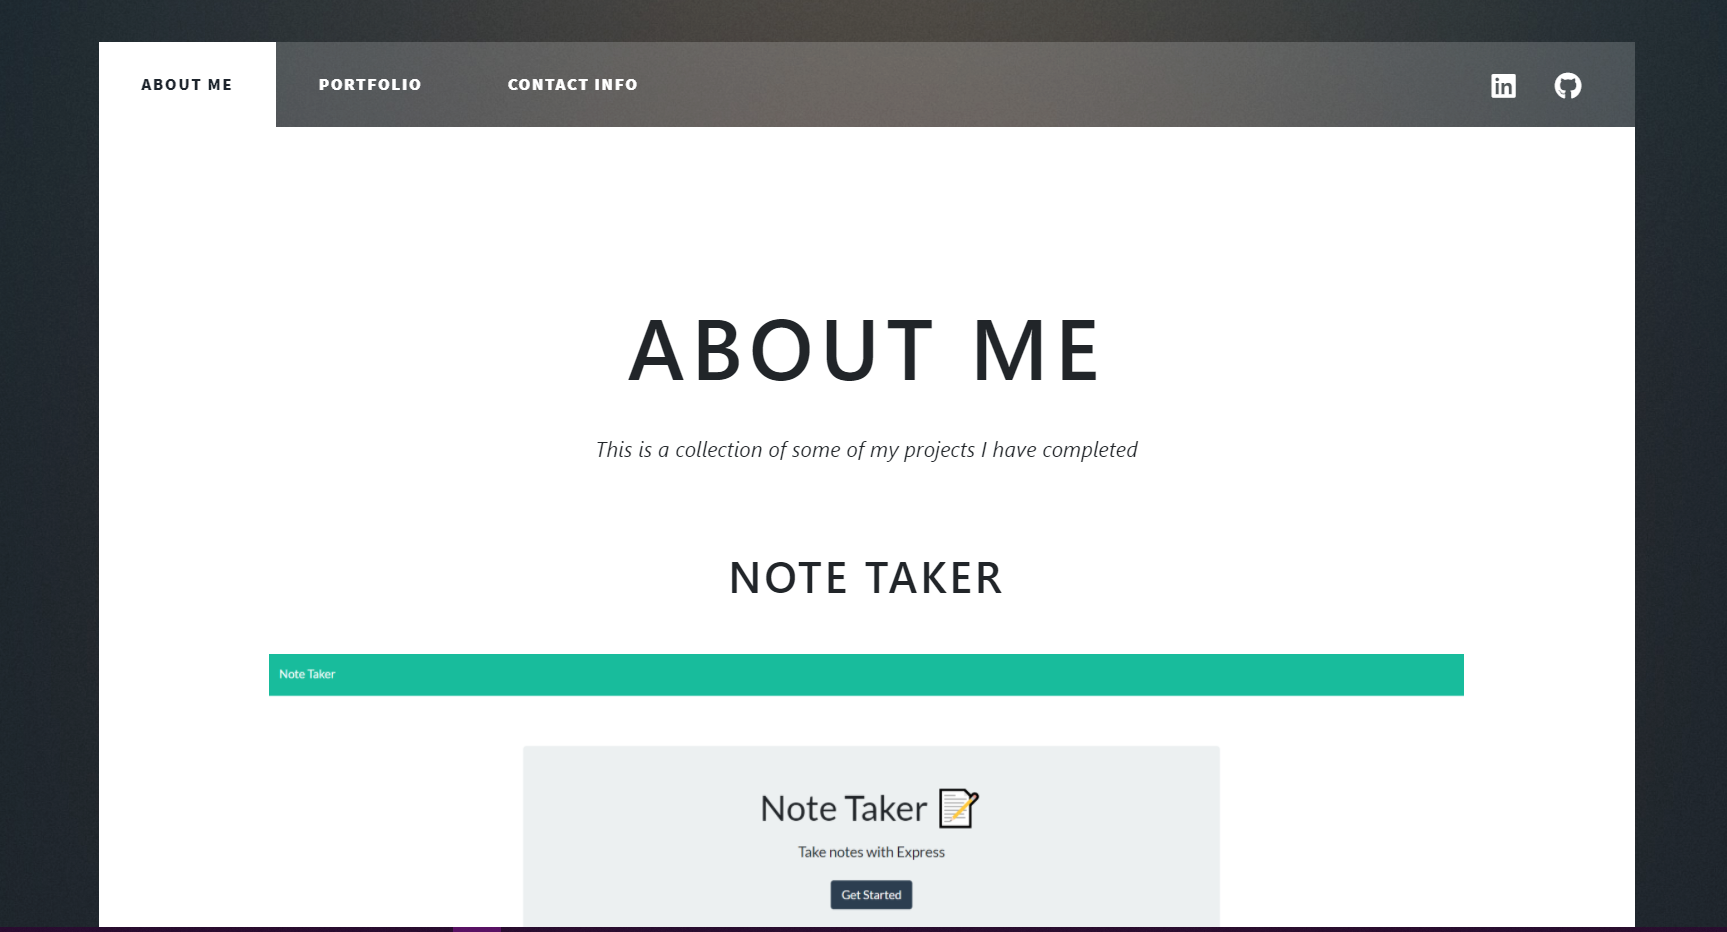 ABOUT ME
PORTFOLIO
CONTACT INFO
in
ABOUT ME
This is a collection of some of my projects I have completed
NOTE TAKER
Note Taker
Note Taker
Take notes with Express
Get Started